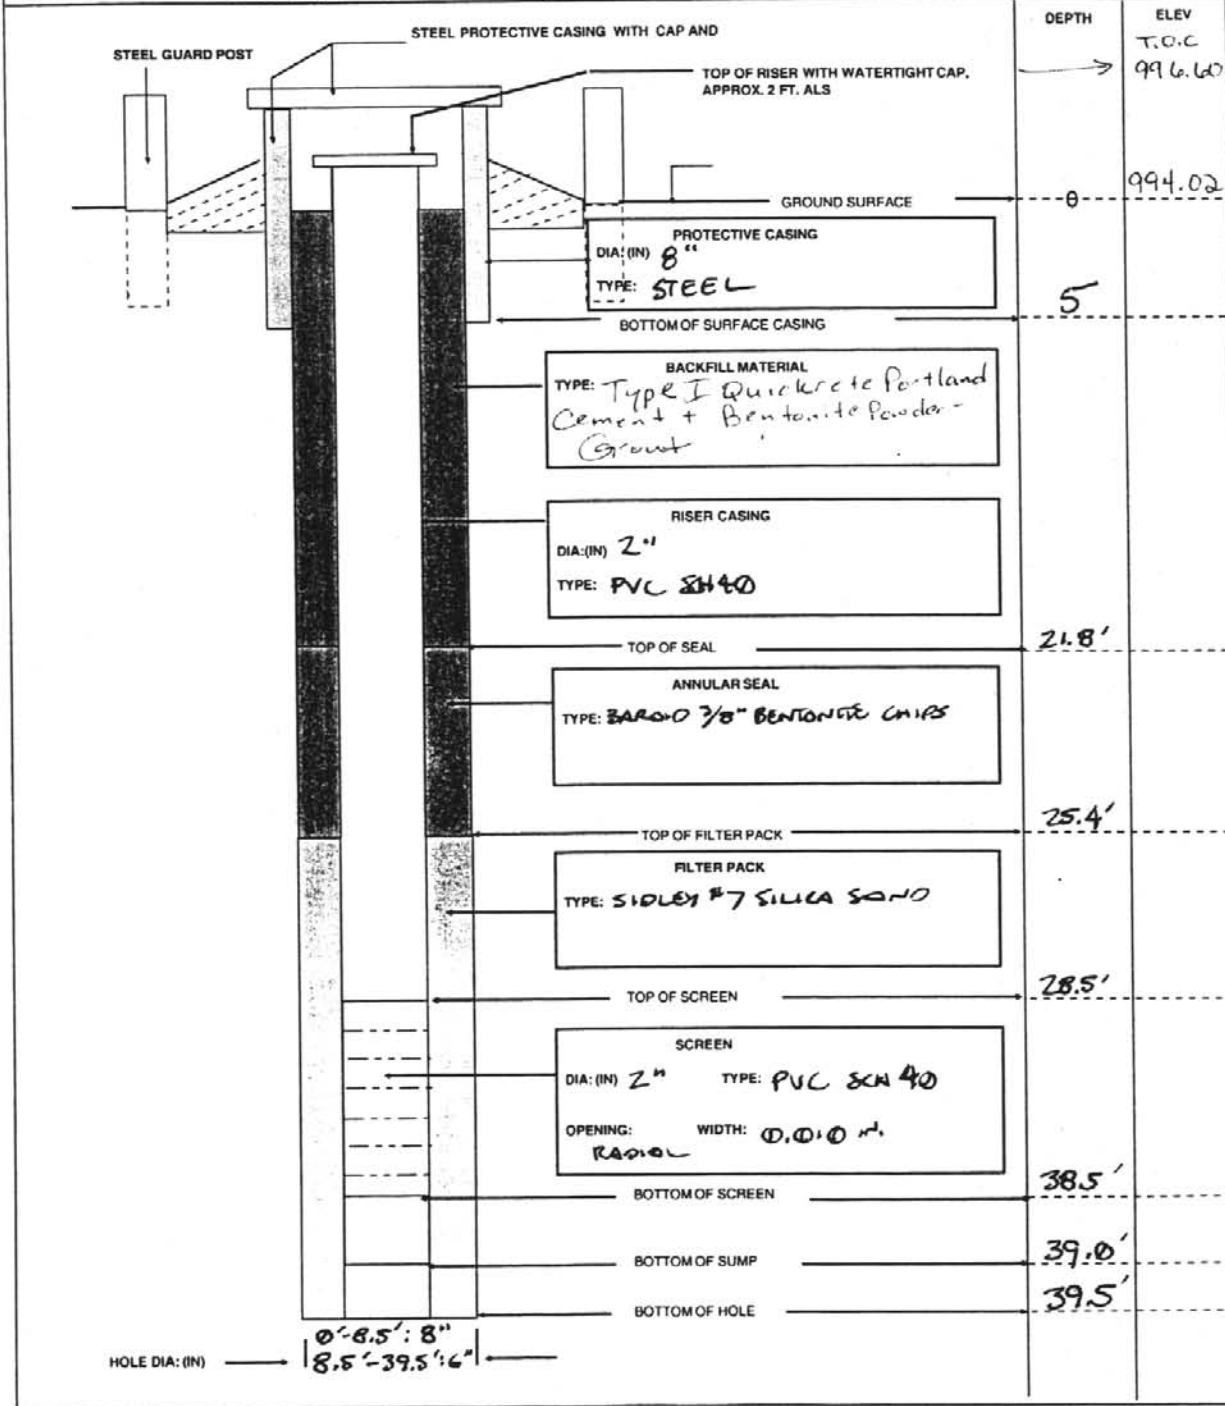 DEPTH ELEV
T.O.C
996.60
STEEL PROTECTIVE CASING WITH CAP AND
STEEL GUARD POST
TOP OF RISER WITH WATERTIGHT CAP,
APPROX. 2 FT. ALS
GROUND SURFACE 0 994.02
PROTECTIVE CASING
DIA:(IN) 8"
TYPE: STEEL
BOTTOM OF SURFACE CASING 5
BACKFILL MATERIAL
TYPE: Type I Quickrete Portland
Cement + Bentonite Powder-
Grout
RISER CASING
DIA:(IN) 2"
TYPE: PVC SH40
TOP OF SEAL 21.8'
ANNULAR SEAL
TYPE: BAROID 3/8" BENTONITE CHIPS
TOP OF FILTER PACK 25.4'
FILTER PACK
TYPE: SIDLEY #7 SILICA SAND
TOP OF SCREEN 28.5'
SCREEN
DIA:(IN) 2" TYPE: PVC SCH 40
OPENING: WIDTH: 0.010 in.
RADIAL
BOTTOM OF SCREEN 38.5'
BOTTOM OF SUMP 39.0'
BOTTOM OF HOLE 39.5'
0'-8.5': 8"
HOLE DIA:(IN) 8.5'-39.5': 6"